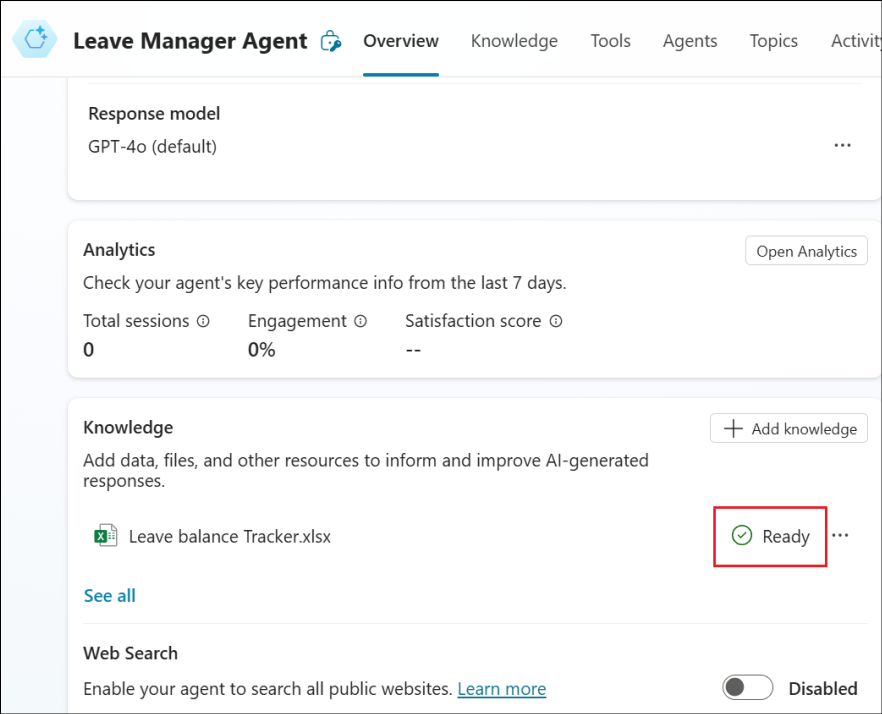 Leave Manager Agent Overview Knowledge Tools Agents Topics Activity
Response model
GPT-4o (default)
Analytics Open Analytics
Check your agent's key performance info from the last 7 days.
Total sessions Engagement Satisfaction score
0 0% --
Knowledge Add knowledge
Add data, files, and other resources to inform and improve AI-generated
responses.
Leave balance Tracker.xlsx Ready
See all
Web Search
Enable your agent to search all public websites. Learn more Disabled